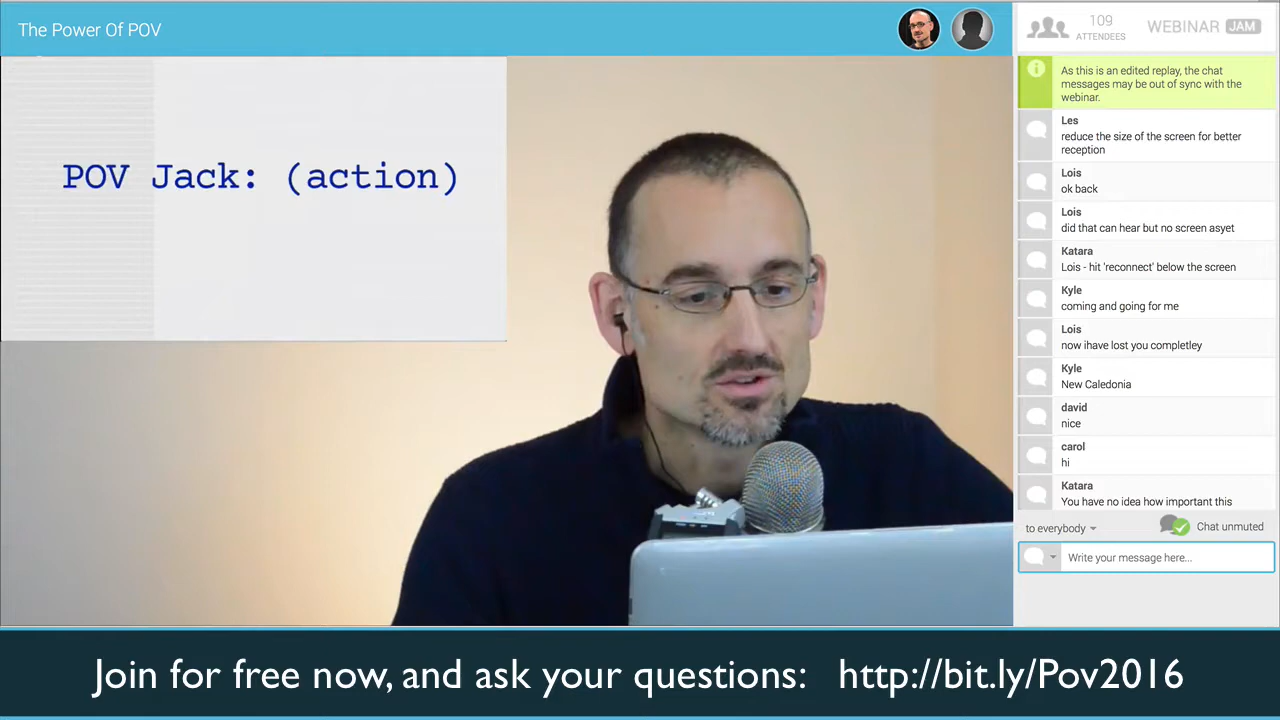 The Power Of POV
109
ATTENDEES
WEBINAR JAM
POV Jack: (action)
As this is an edited replay, the chat
messages may be out of sync with the
webinar.
Les
reduce the size of the screen for better
reception
Lois
ok back
Lois
did that can hear but no screen asyet
Katara
Lois - hit 'reconnect' below the screen
Kyle
coming and going for me
Lois
now ihave lost you completley
Kyle
New Caledonia
david
nice
carol
hi
Katara
You have no idea how important this
to everybody
Chat unmuted
Write your message here...
Join for free now, and ask your questions: http://bit.ly/Pov2016